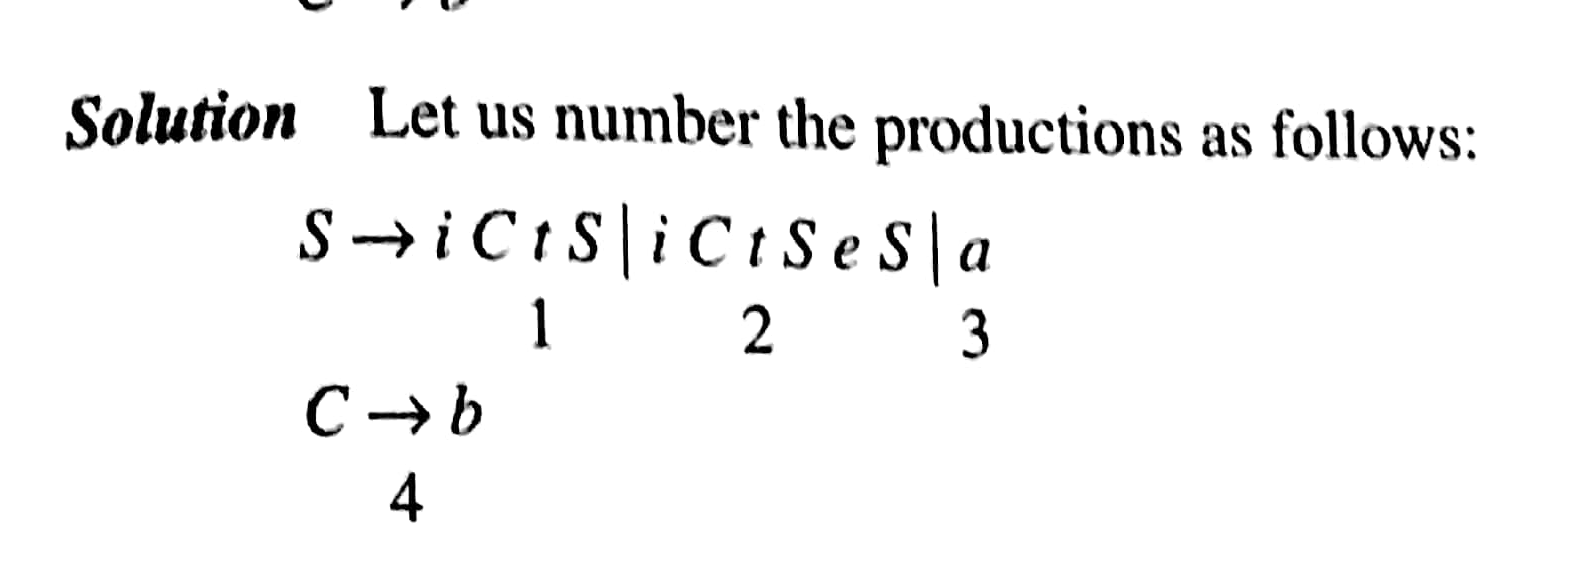 Solution Let us number the productions as follows:
S → i C t S | i C t S e S | a
1 2 3
C → b
4